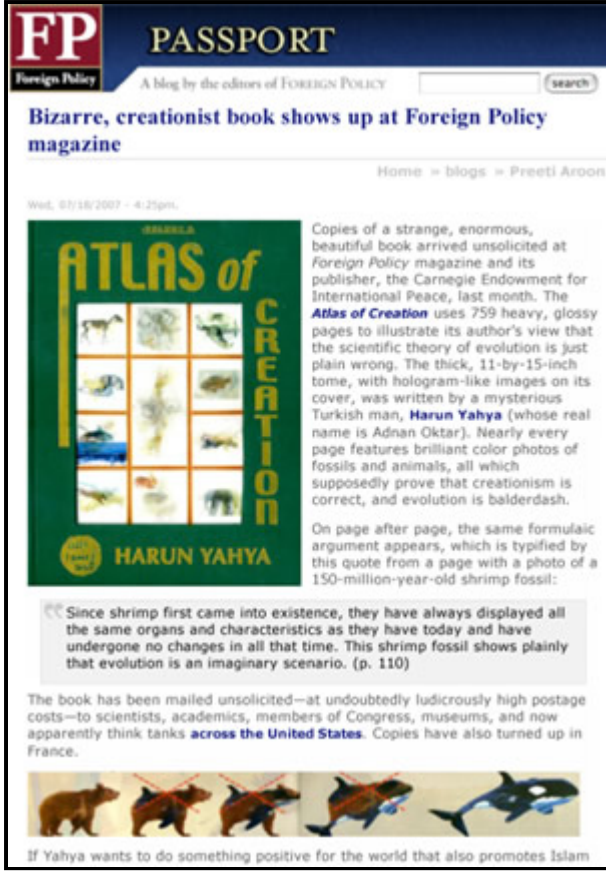 FP
Foreign Policy
PASSPORT
A blog by the editors of FOREIGN POLICY
search
Bizarre, creationist book shows up at Foreign Policy
magazine
Home » blogs » Preeti Aroon
Wed, 07/18/2007 - 4:25pm.
ATLAS of
CREATION
HARUN YAHYA
Copies of a strange, enormous,
beautiful book arrived unsolicited at
Foreign Policy magazine and its
publisher, the Carnegie Endowment for
International Peace, last month. The
Atlas of Creation uses 759 heavy, glossy
pages to illustrate its author's view that
the scientific theory of evolution is just
plain wrong. The thick, 11-by-15-inch
tome, with hologram-like images on its
cover, was written by a mysterious
Turkish man, Harun Yahya (whose real
name is Adnan Oktar). Nearly every
page features brilliant color photos of
fossils and animals, all which
supposedly prove that creationism is
correct, and evolution is balderdash.
On page after page, the same formulaic
argument appears, which is typified by
this quote from a page with a photo of a
150-million-year-old shrimp fossil:
Since shrimp first came into existence, they have always displayed all
the same organs and characteristics as they have today and have
undergone no changes in all that time. This shrimp fossil shows plainly
that evolution is an imaginary scenario. (p. 110)
The book has been mailed unsolicited—at undoubtedly ludicrously high postage
costs—to scientists, academics, members of Congress, museums, and now
apparently think tanks across the United States. Copies have also turned up in
France.
If Yahya wants to do something positive for the world that also promotes Islam